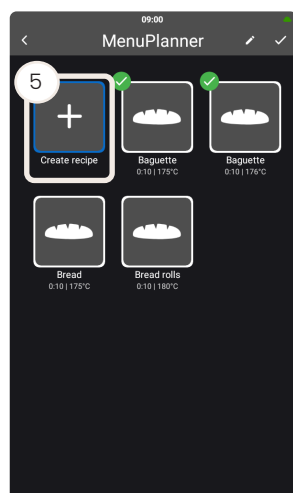 09:00
MenuPlanner
5
Create recipe
Baguette
0:10 | 175°C
Baguette
0:10 | 176°C
Bread
0:10 | 175°C
Bread rolls
0:10 | 180°C